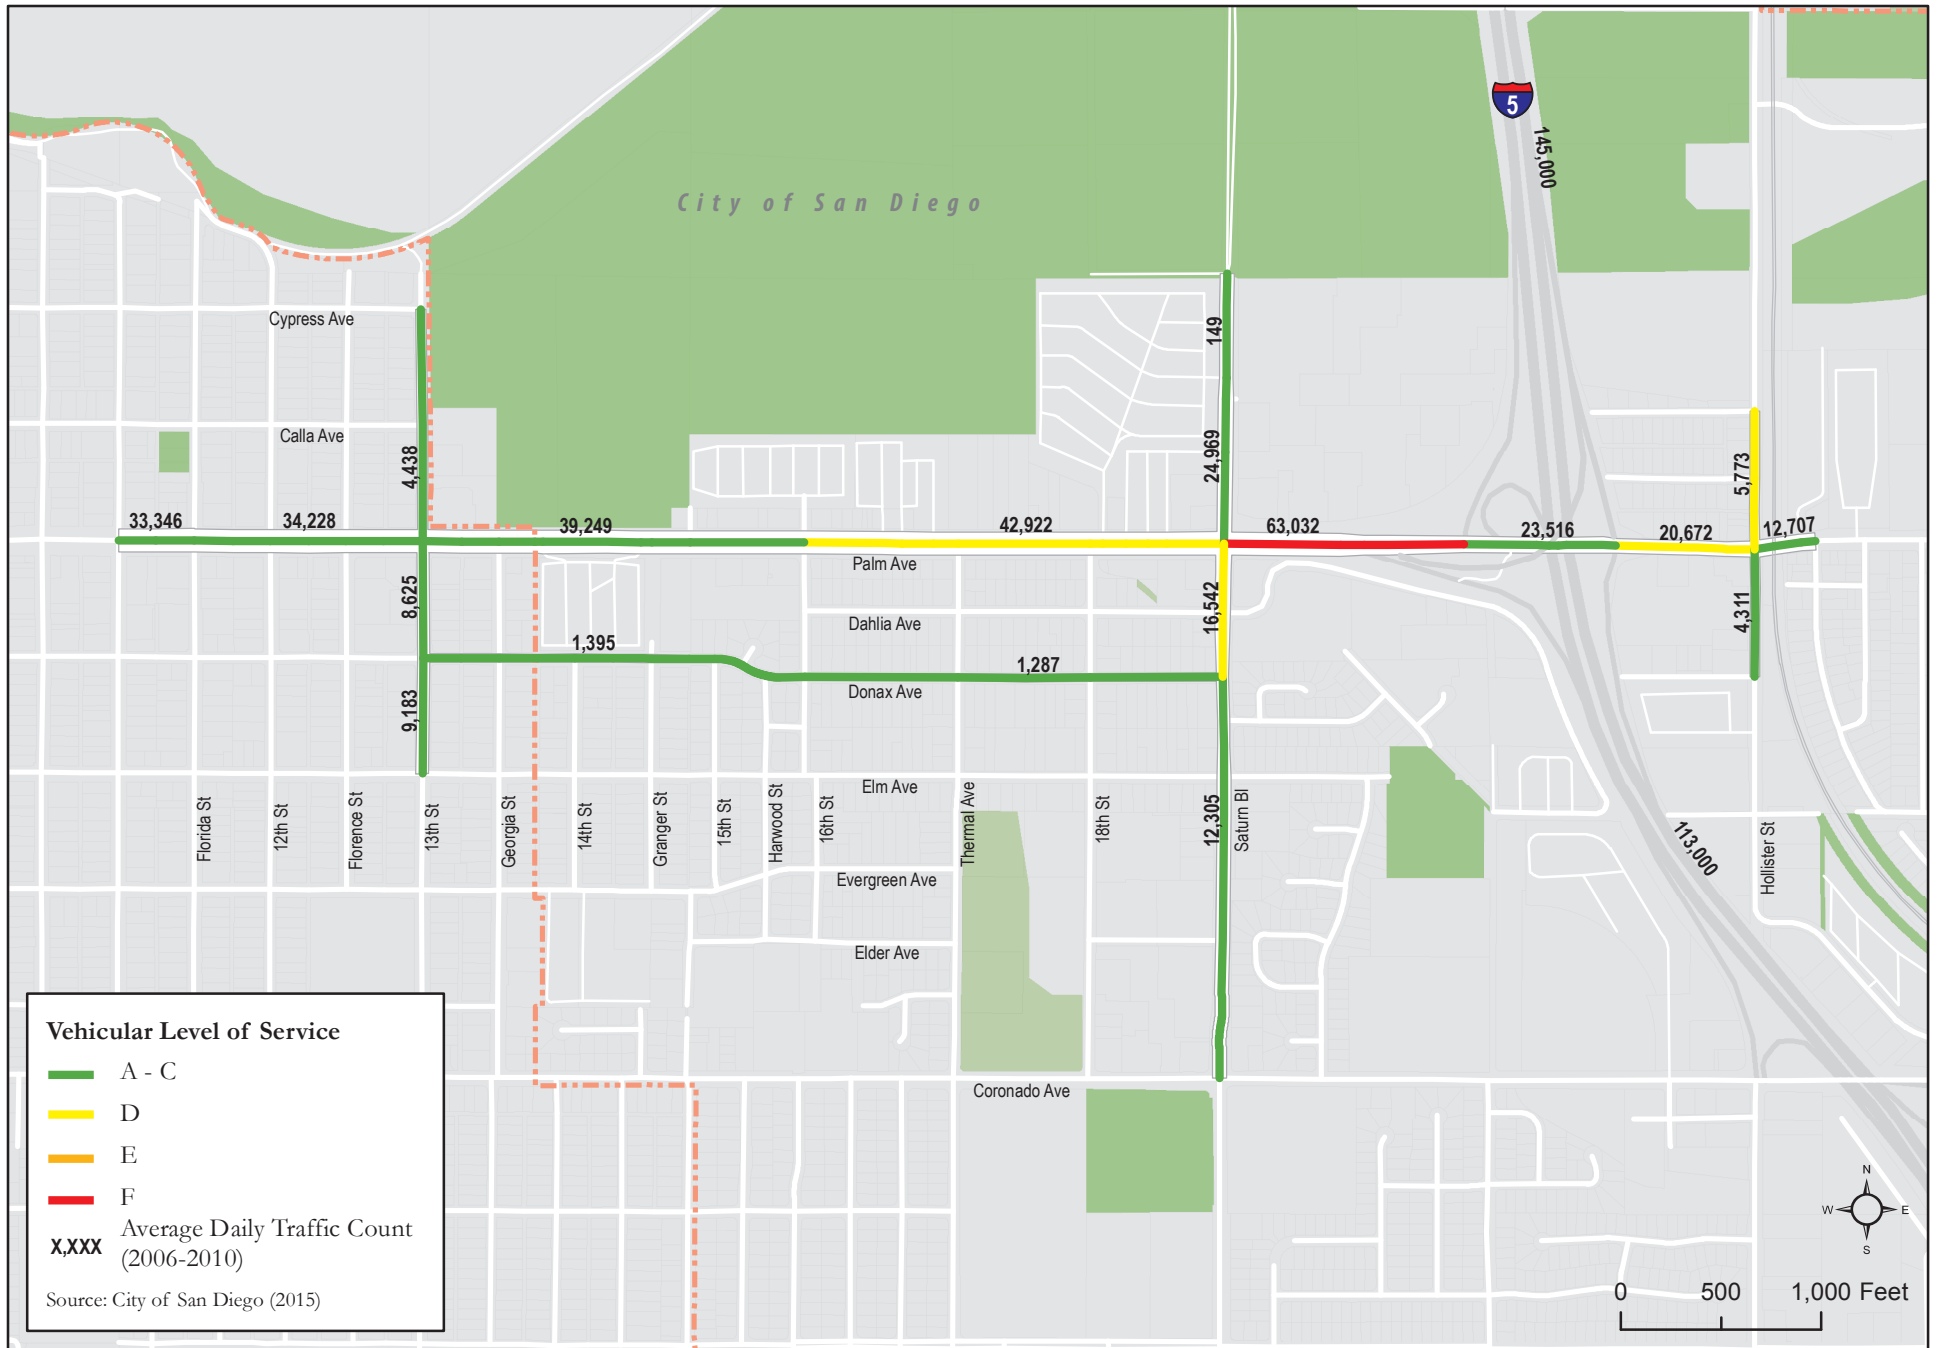 5
145,000
City of San Diego
Cypress Ave
149
Calla Ave
4,438
24,969
5,773
33,346
34,228
39,249
42,922
63,032
23,516
20,672
12,707
Palm Ave
8,625
16,542
4,311
Dahlia Ave
1,395
1,287
Donax Ave
9,183
Elm Ave
Florida St
12th St
Florence St
13th St
Georgia St
14th St
Granger St
15th St
Harwood St
16th St
Thermal Ave
18th St
12,305
Saturn Bl
113,000
Hollister St
Evergreen Ave
Elder Ave
Coronado Ave
Vehicular Level of Service
A - C
D
E
F
X,XXX Average Daily Traffic Count
(2006-2010)
Source: City of San Diego (2015)
N
W E
S
0 500 1,000 Feet